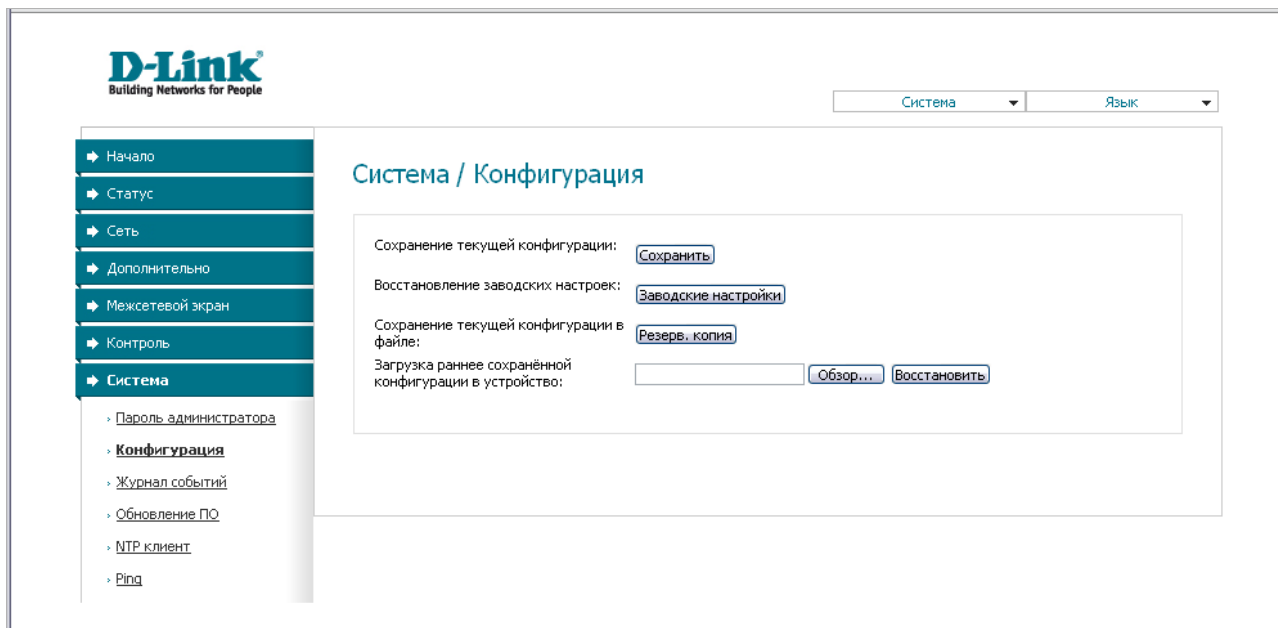 D-Link®
Building Networks for People
Система
Язык
Начало
Статус
Сеть
Дополнительно
Межсетевой экран
Контроль
Система
Пароль администратора
Конфигурация
Журнал событий
Обновление ПО
NTP клиент
Ping
Система / Конфигурация
Сохранение текущей конфигурации:
Сохранить
Восстановление заводских настроек:
Заводские настройки
Сохранение текущей конфигурации в
файле:
Резерв. копия
Загрузка раннее сохранённой
конфигурации в устройство:
Обзор...
Восстановить